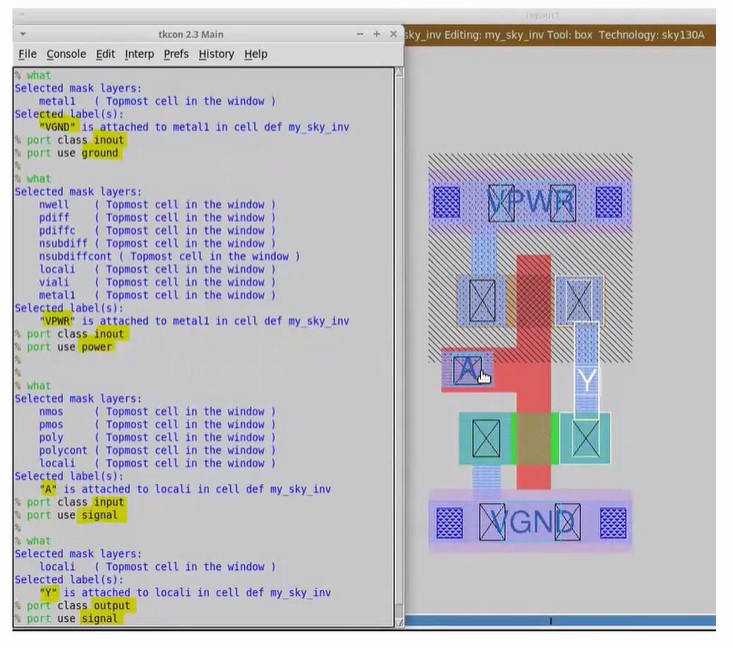 layout1
tkcon 2.3 Main
sky_inv Editing: my_sky_inv Tool: box Technology: sky130A
File Console Edit Interp Prefs History Help
% what
Selected mask layers:
metal1 ( Topmost cell in the window )
Selected label(s):
"VGND" is attached to metal1 in cell def my_sky_inv
% port class inout
% port use ground
%
% what
Selected mask layers:
nwell ( Topmost cell in the window )
pdiff ( Topmost cell in the window )
pdiffc ( Topmost cell in the window )
nsubdiff ( Topmost cell in the window )
nsubdiffcont ( Topmost cell in the window )
locali ( Topmost cell in the window )
viali ( Topmost cell in the window )
metal1 ( Topmost cell in the window )
Selected label(s):
"VPWR" is attached to metal1 in cell def my_sky_inv
% port class inout
% port use power
%
%
% what
Selected mask layers:
nmos ( Topmost cell in the window )
pmos ( Topmost cell in the window )
poly ( Topmost cell in the window )
polycont ( Topmost cell in the window )
locali ( Topmost cell in the window )
Selected label(s):
"A" is attached to locali in cell def my_sky_inv
% port class input
% port use signal
%
% what
Selected mask layers:
locali ( Topmost cell in the window )
Selected label(s):
"Y" is attached to locali in cell def my_sky_inv
% port class output
% port use signal
VPWR
A
Y
VGND